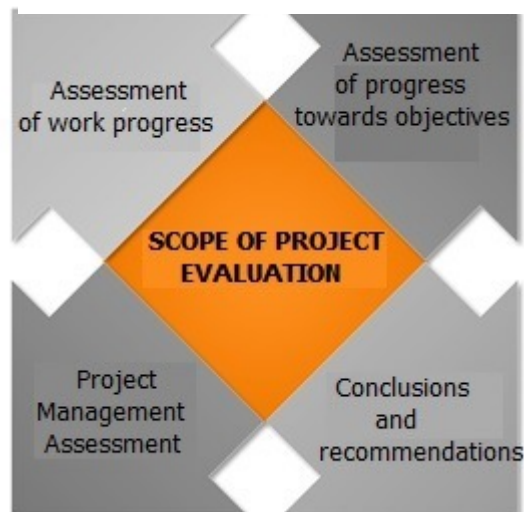 Assessment
of work progress
Assessment
of progress
towards objectives
SCOPE OF PROJECT
EVALUATION
Project
Management
Assessment
Conclusions
and
recommendations